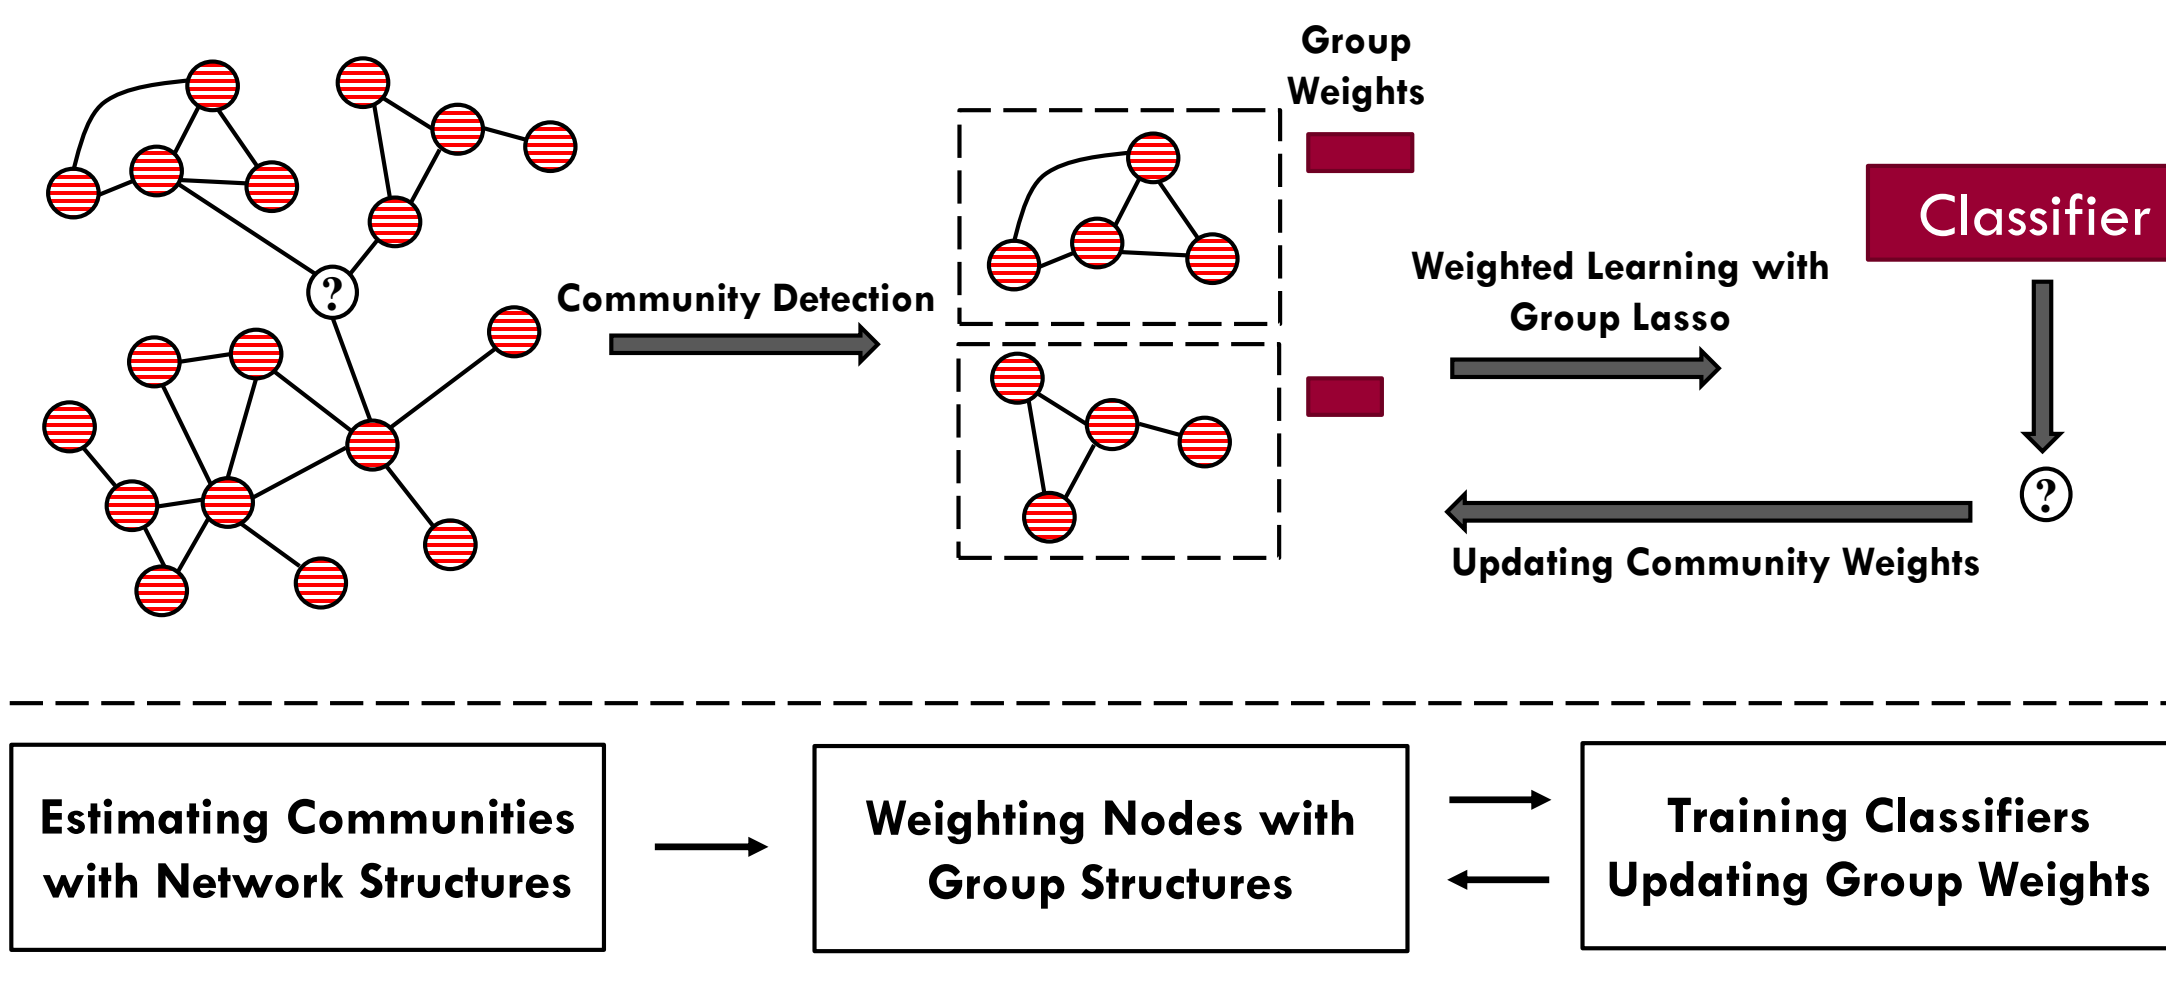 Group
Weights
Classifier
Weighted Learning with
Group Lasso
?
Community Detection
?
Updating Community Weights
Estimating Communities
with Network Structures
Weighting Nodes with
Group Structures
Training Classifiers
Updating Group Weights